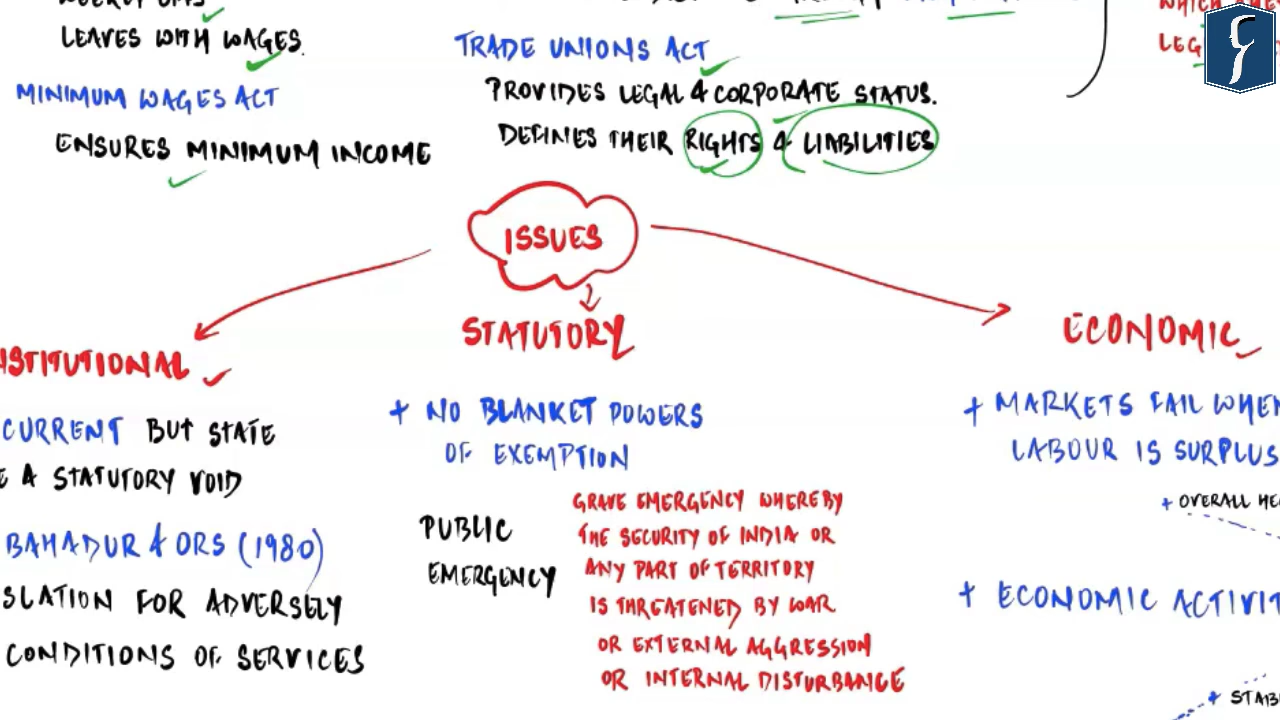 LEAVES WITH WAGES.
MINIMUM WAGES ACT
ENSURES MINIMUM INCOME
TRADE UNIONS ACT
PROVIDES LEGAL & CORPORATE STATUS.
DEFINES THEIR RIGHTS & LIABILITIES
LEG
ISSUES
STITUTIONAL
CURRENT BUT STATE
A STATUTORY VOID
BAHADUR & ORS (1980)
SLATION FOR ADVERSELY
CONDITIONS OF SERVICES
STATUTORY
+ NO BLANKET POWERS
OF EXEMPTION
PUBLIC
EMERGENCY
GRAVE EMERGENCY WHEREBY
THE SECURITY OF INDIA OR
ANY PART OF TERRITORY
IS THREATENED BY WAR
OR EXTERNAL AGGRESSION
OR INTERNAL DISTURBANCE
ECONOMIC
+ MARKETS FAIL WHEN
LABOUR IS SURPLUS
+ OVERALL HE
+ ECONOMIC ACTIVIT
+ STAB